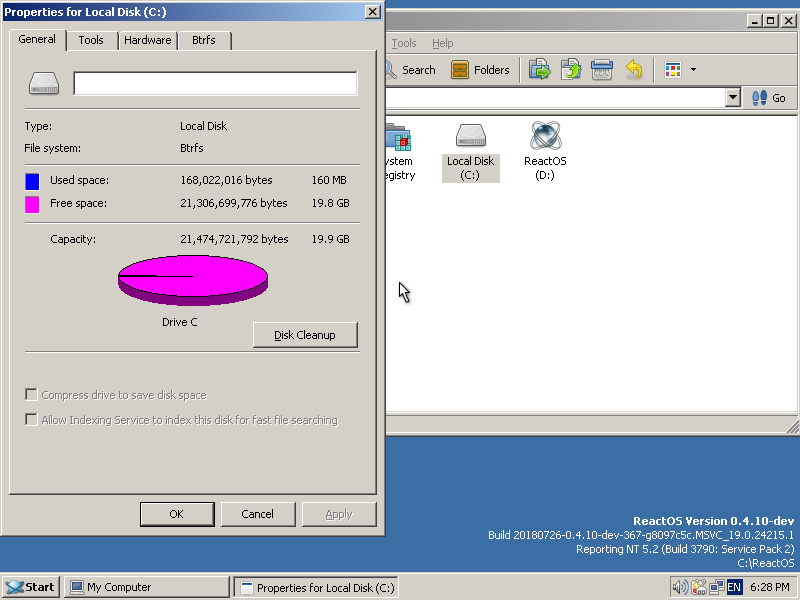 Properties for Local Disk (C:)
General
Tools
Hardware
Btrfs
Type:
Local Disk
File system:
Btrfs
Used space:
168,022,016 bytes
160 MB
Free space:
21,306,699,776 bytes
19.8 GB
Capacity:
21,474,721,792 bytes
19.9 GB
Drive C
Disk Cleanup
Compress drive to save disk space
Allow Indexing Service to index this disk for fast file searching
OK
Cancel
Apply
Tools
Help
Search
Folders
Go
ystem
egistry
Local Disk
(C:)
ReactOS
(D:)
ReactOS Version 0.4.10-dev
Build 20180726-0.4.10-dev-367-g8097c5c.MSVC_19.0.24215.1
Reporting NT 5.2 (Build 3790: Service Pack 2)
C:\ReactOS
Start
My Computer
Properties for Local Disk (C:)
EN
6:28 PM